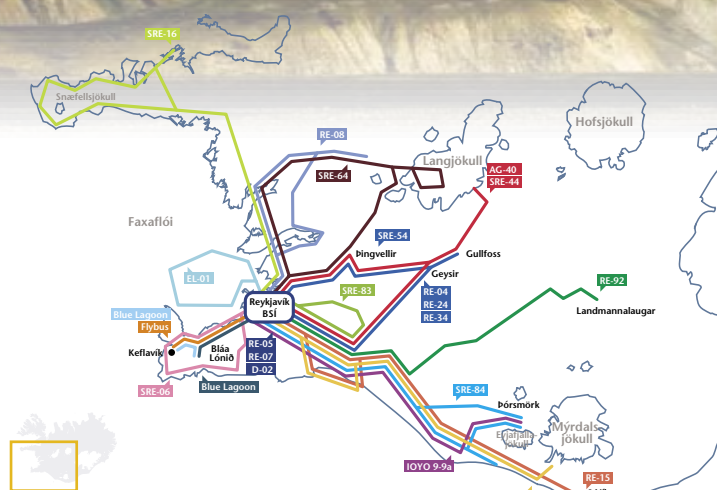 SRE-16
Snæfellsjökull
Hofsjökull
RE-08
Langjökull
SRE-64
AG-40
SRE-44
Faxaflói
SRE-54
Þingvellir
Gullfoss
Geysir
EL-01
RE-92
SRE-83
RE-04
RE-24
RE-34
Reykjavík
BSÍ
Landmannalaugar
Blue Lagoon
Flybus
Keflavík
Bláa
Lónið
RE-05
RE-07
D-02
SRE-06
Blue Lagoon
SRE-84
Þórsmörk
Mýrdals
jökull
Eyjafjalla
jökull
IOYO 9-9a
RE-15